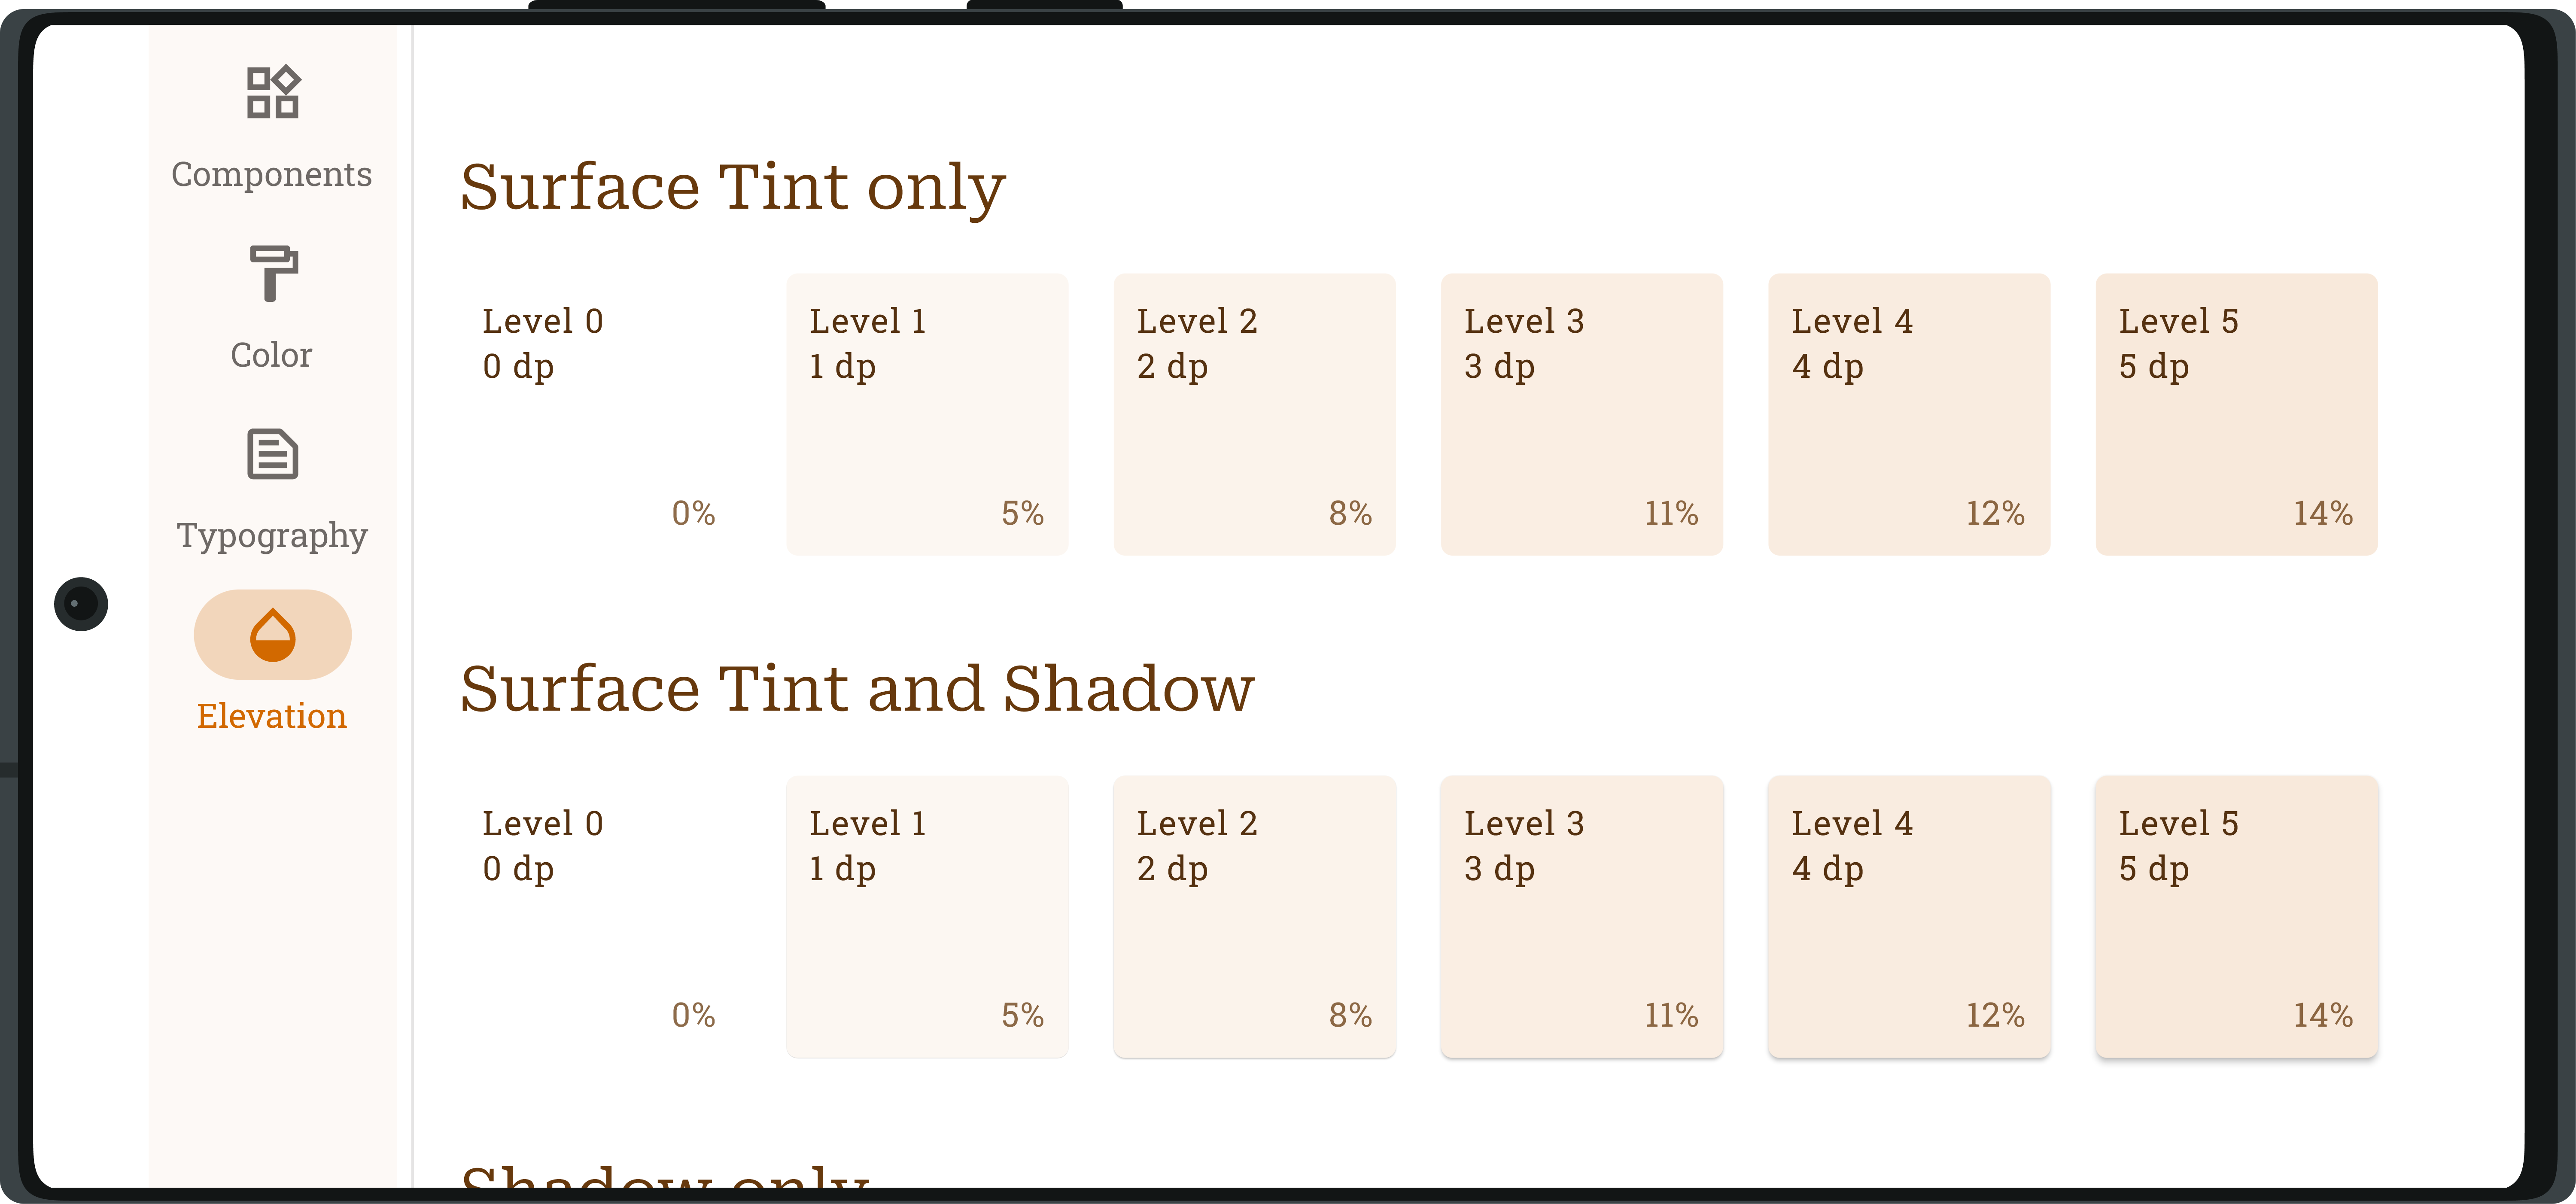 Components
Color
Typography
Elevation
Surface Tint only
Level 0
0 dp
0%
Level 1
1 dp
5%
Level 2
2 dp
8%
Level 3
3 dp
11%
Level 4
4 dp
12%
Level 5
5 dp
14%
Surface Tint and Shadow
Level 0
0 dp
0%
Level 1
1 dp
5%
Level 2
2 dp
8%
Level 3
3 dp
11%
Level 4
4 dp
12%
Level 5
5 dp
14%
Shadow only